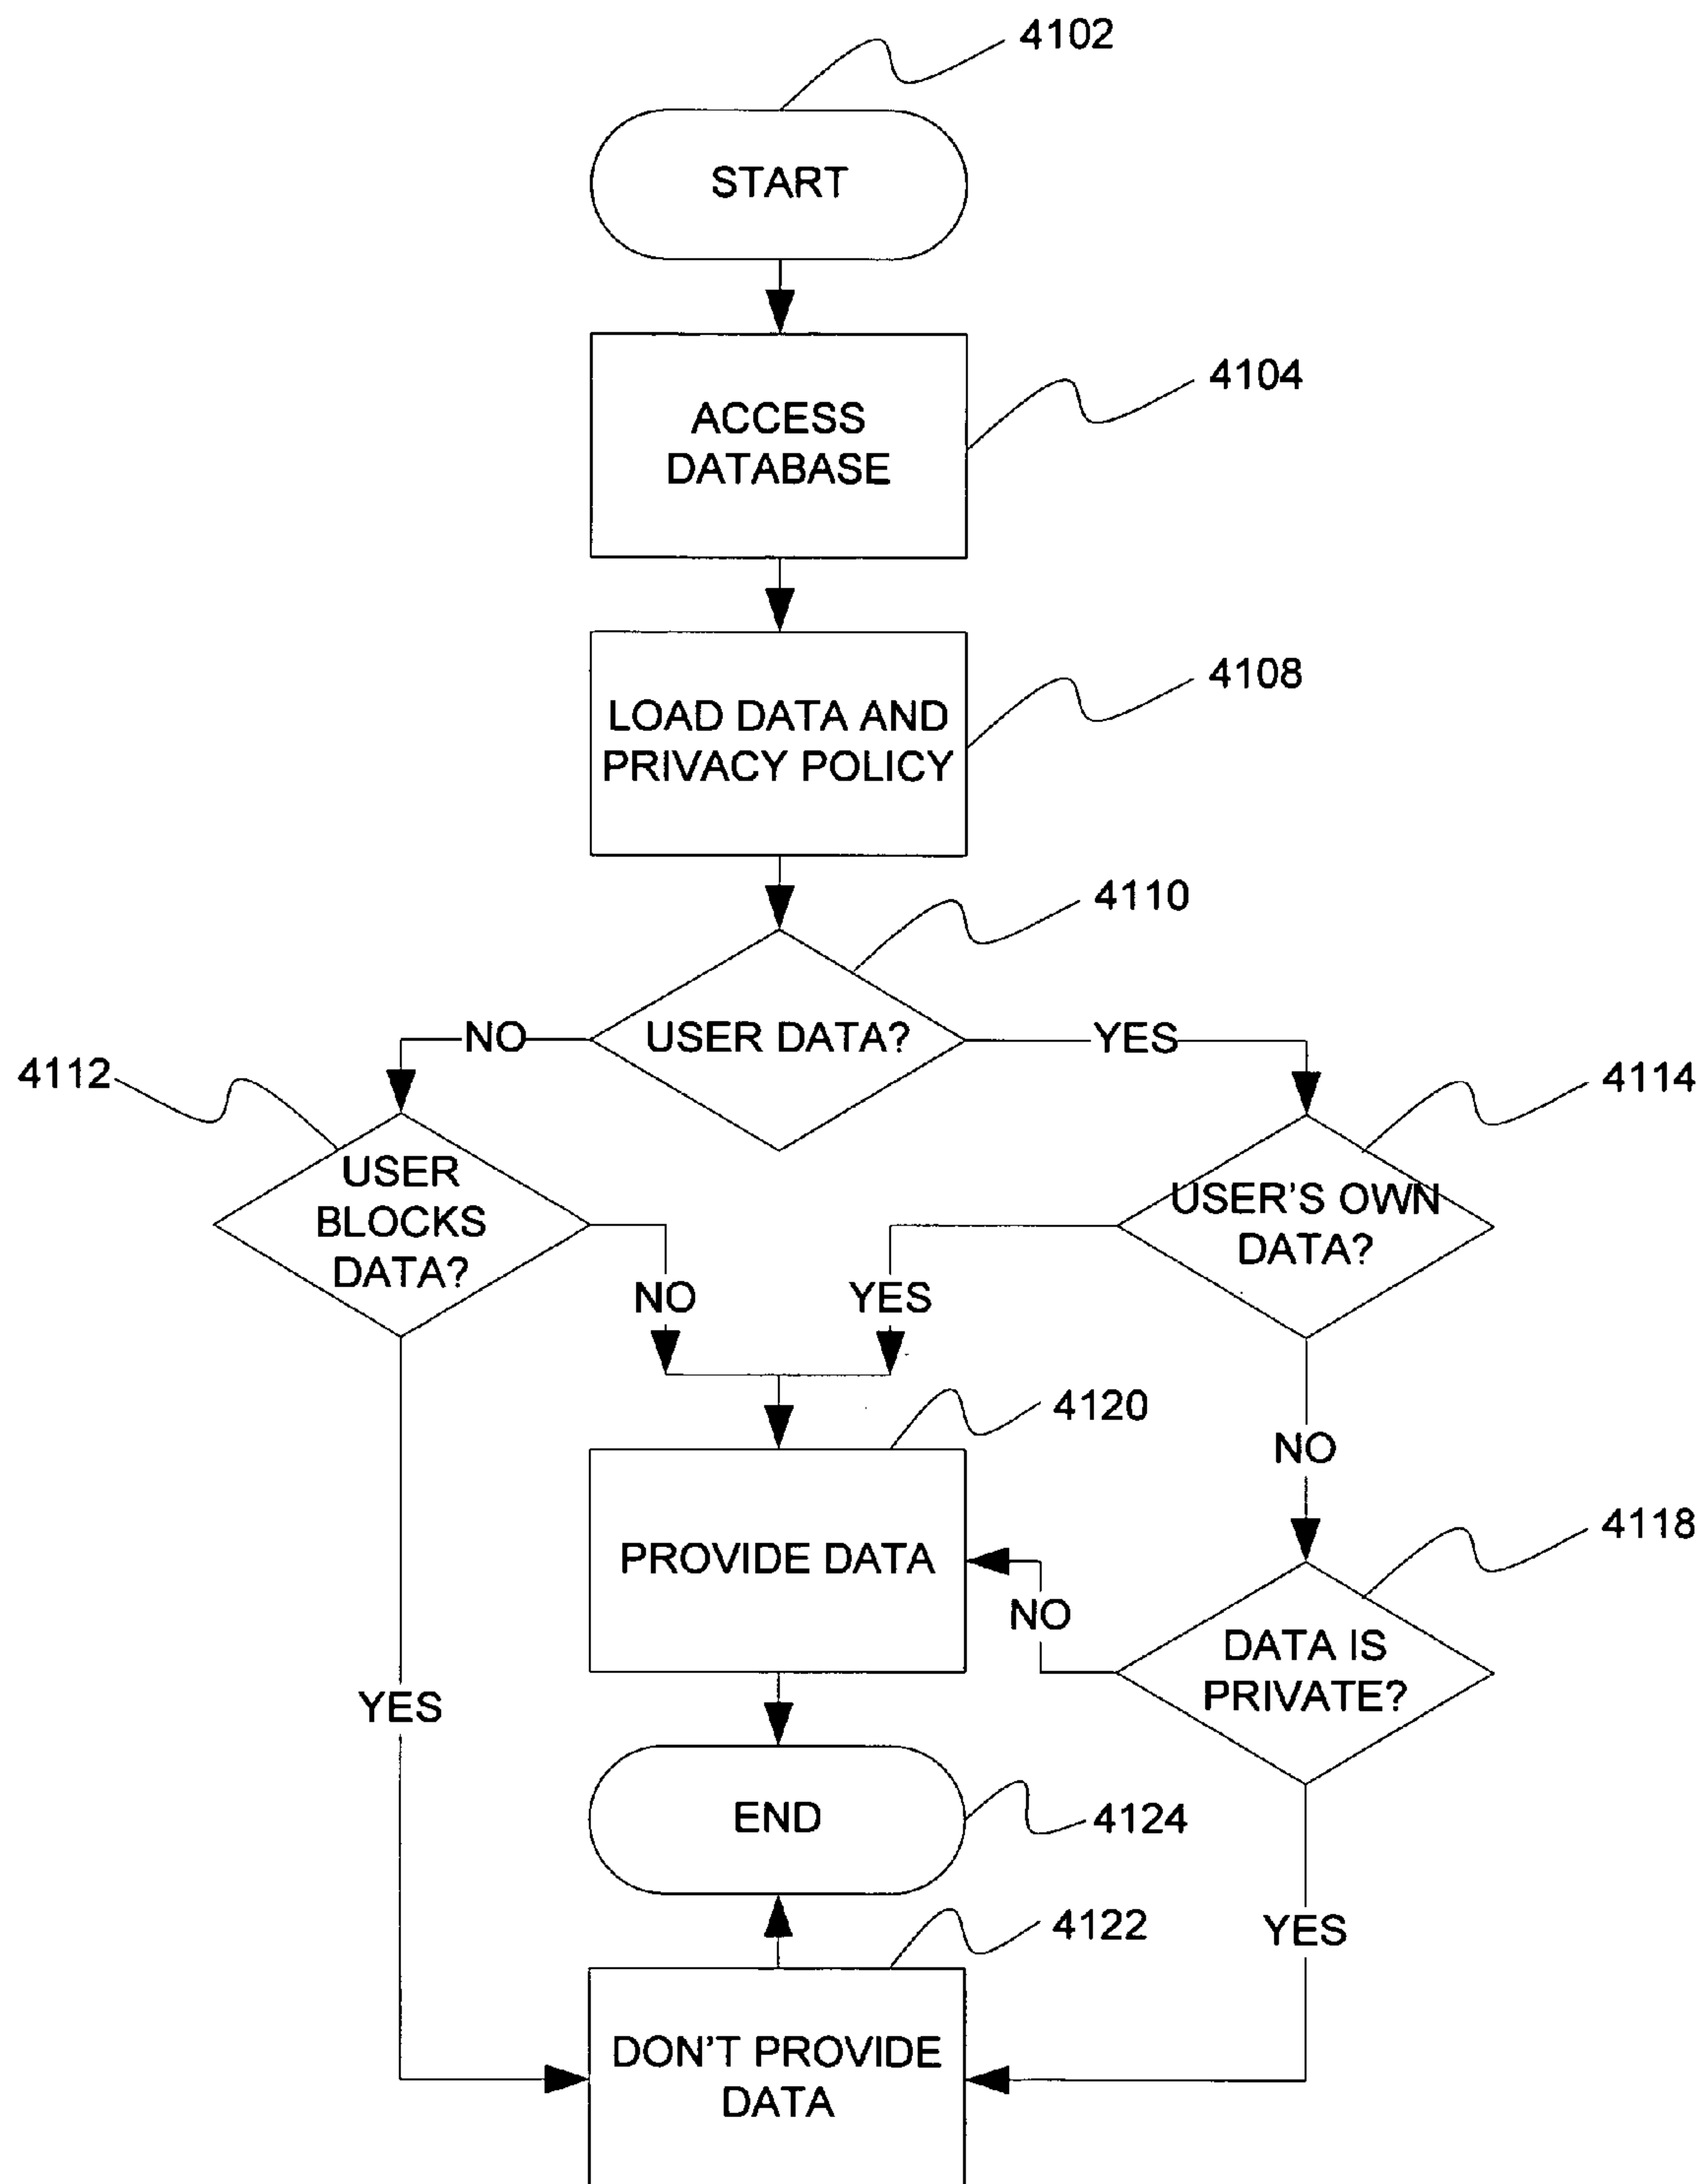 4102
START
4104
ACCESS
DATABASE
4108
LOAD DATA AND
PRIVACY POLICY
4110
USER DATA?
NO
YES
4112
4114
USER
BLOCKS
DATA?
USER'S OWN
DATA?
NO
YES
4120
NO
4118
PROVIDE DATA
NO
DATA IS
PRIVATE?
YES
END
4124
4122
YES
DON'T PROVIDE
DATA